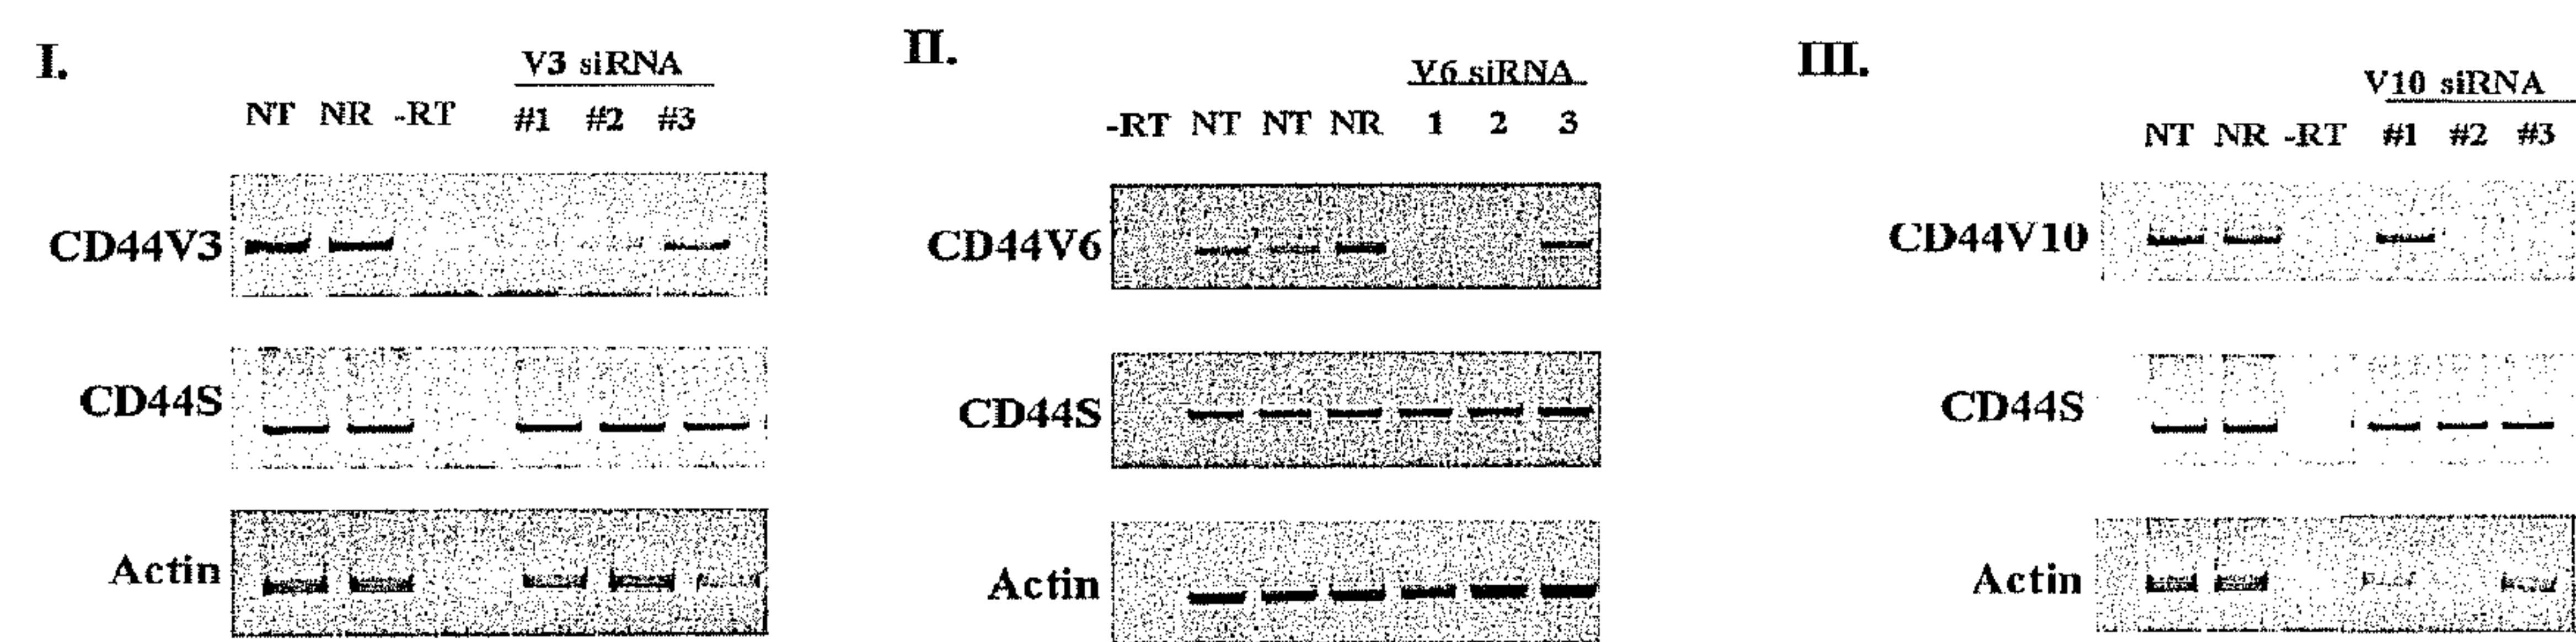 I.
V3 siRNA
NT NR -RT #1 #2 #3
CD44V3
CD44S
Actin
II.
V6 siRNA
-RT NT NT NR 1 2 3
CD44V6
CD44S
Actin
III.
V10 siRNA
NT NR -RT #1 #2 #3
CD44V10
CD44S
Actin